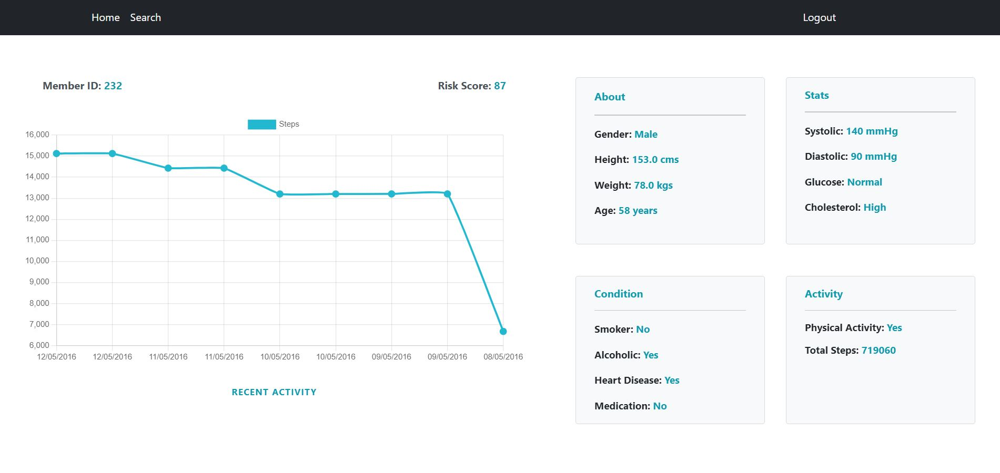 Home Search Logout
Member ID: 232
Risk Score: 87
Steps
16,000
15,000
14,000
13,000
12,000
11,000
10,000
9,000
8,000
7,000
6,000
12/05/2016 12/05/2016 11/05/2016 11/05/2016 10/05/2016 10/05/2016 09/05/2016 09/05/2016 08/05/2016
RECENT ACTIVITY
About
Gender: Male
Height: 153.0 cms
Weight: 78.0 kgs
Age: 58 years
Stats
Systolic: 140 mmHg
Diastolic: 90 mmHg
Glucose: Normal
Cholesterol: High
Condition
Smoker: No
Alcoholic: Yes
Heart Disease: Yes
Medication: No
Activity
Physical Activity: Yes
Total Steps: 719060